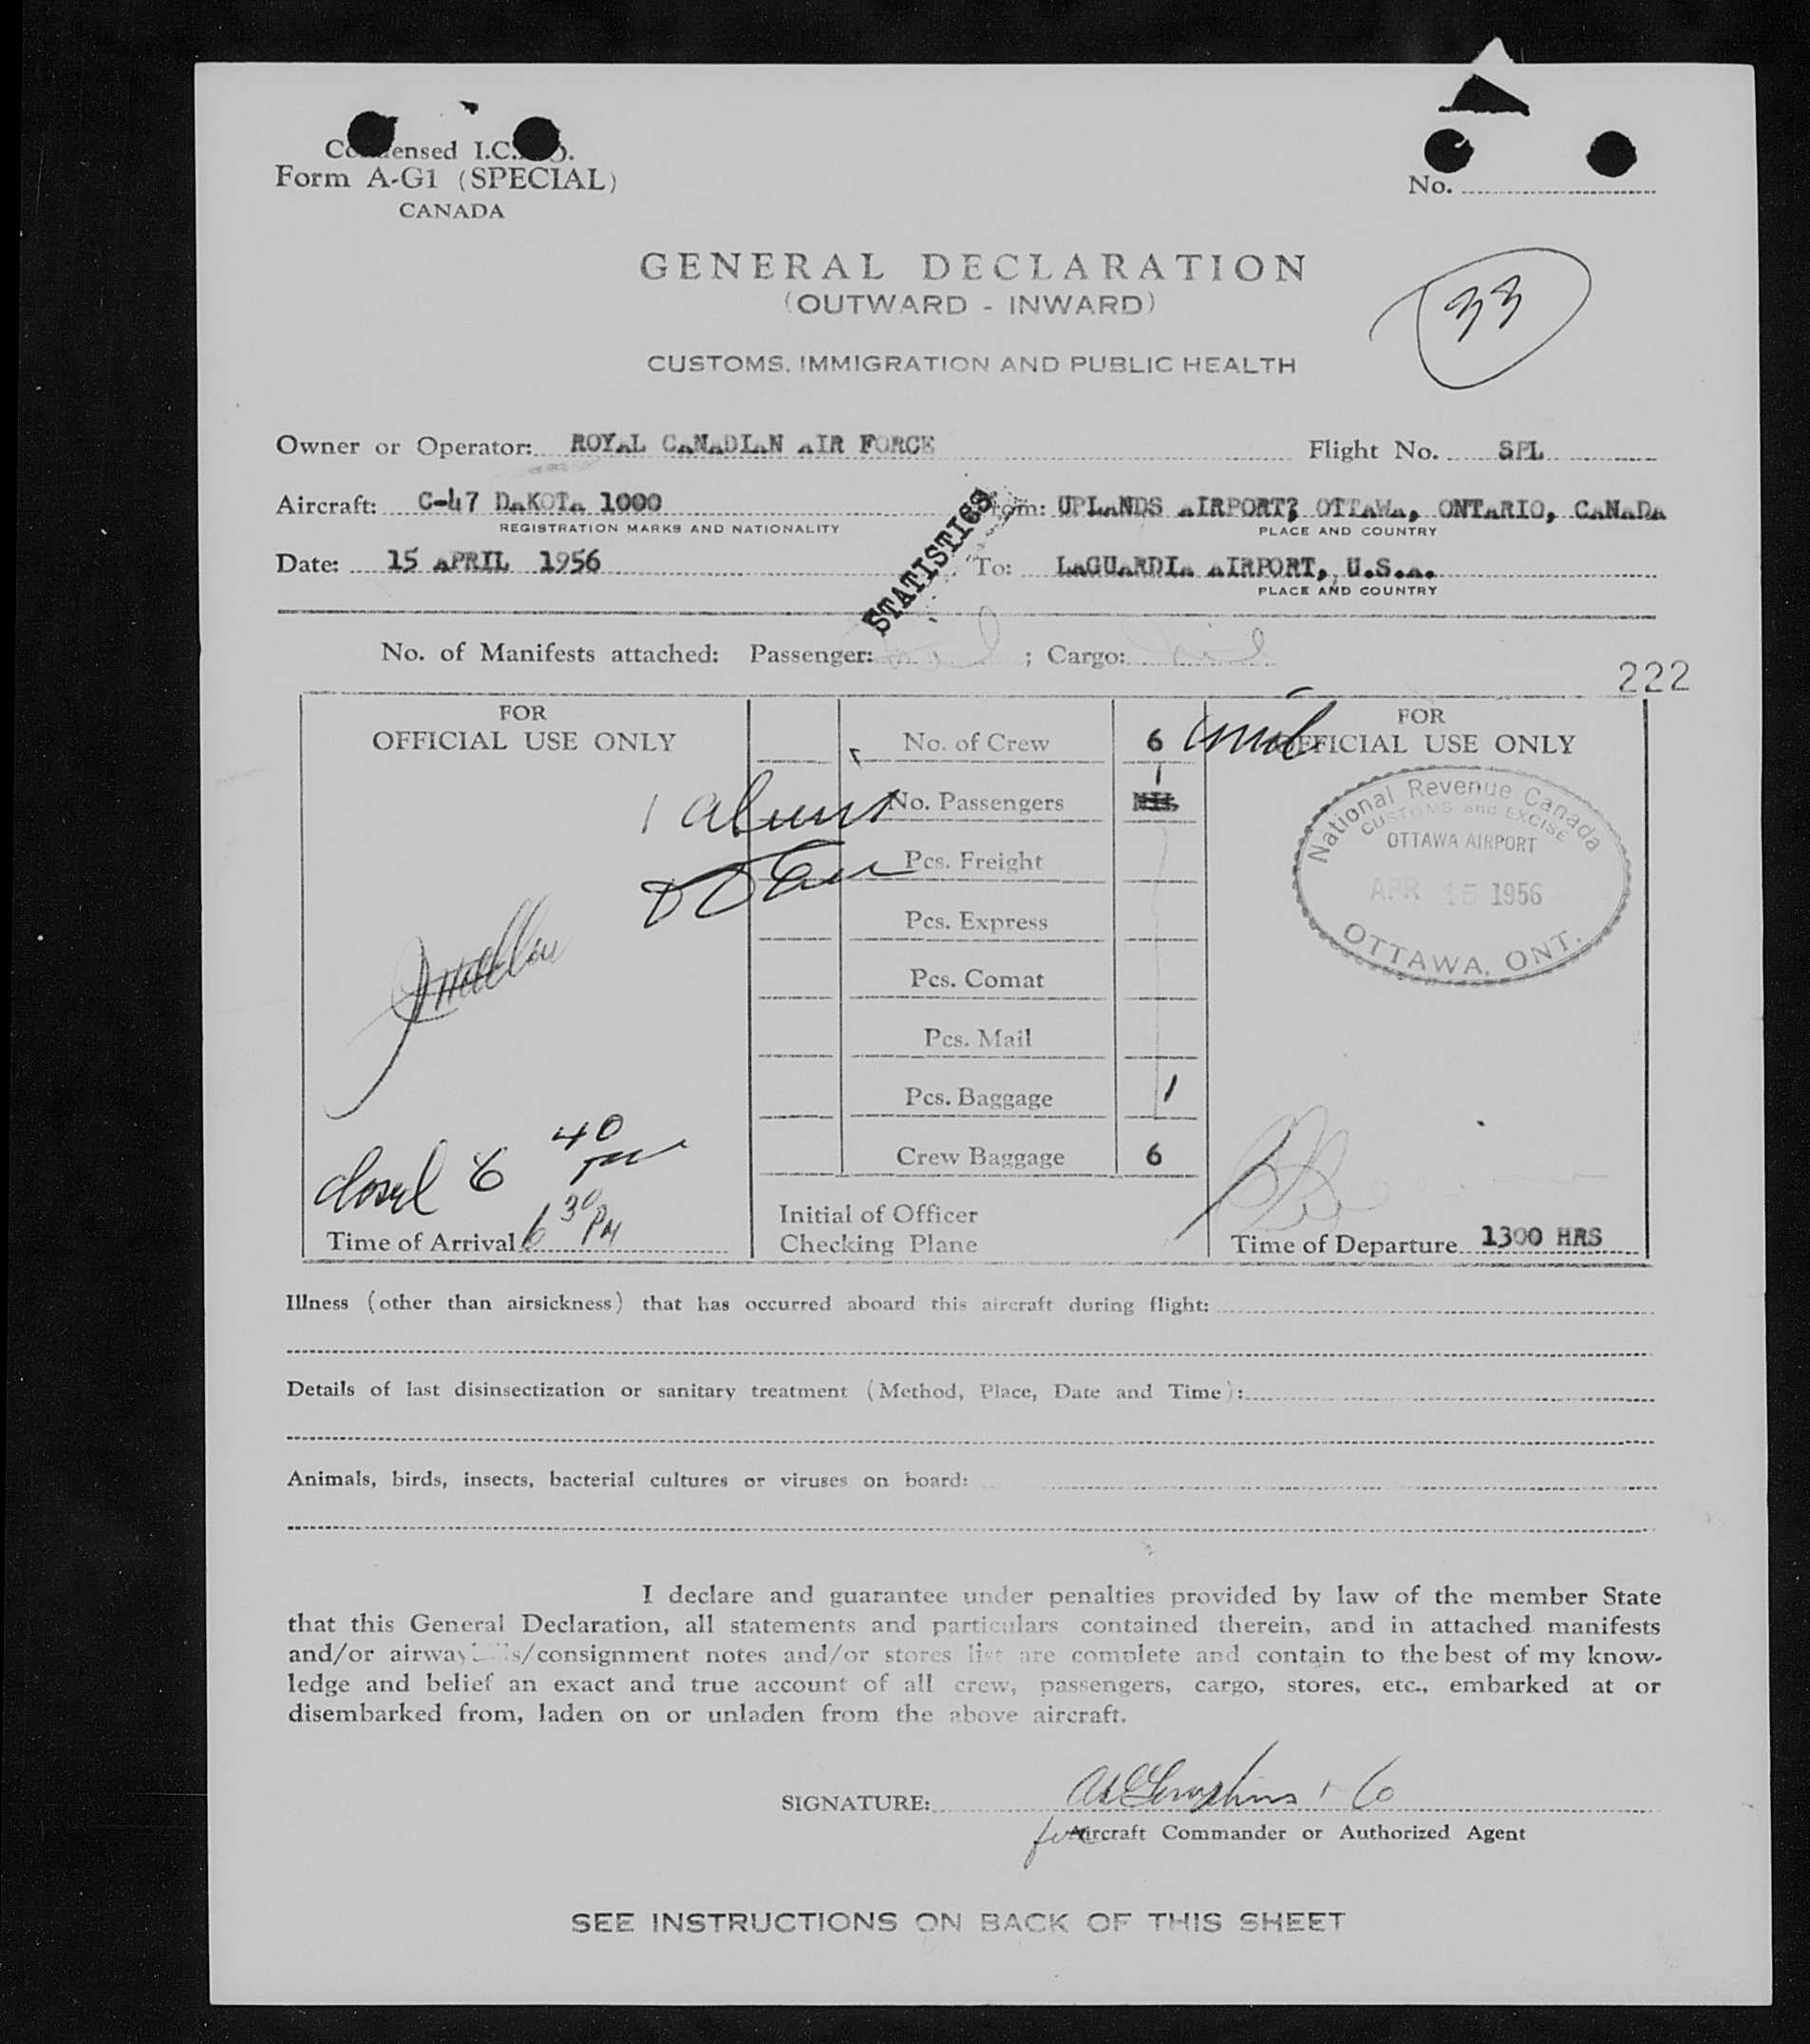 Condensed I.C.A.O.
Form A-G1 (SPECIAL)
CANADA
No.
GENERAL DECLARATION
(OUTWARD - INWARD)
33
CUSTOMS, IMMIGRATION AND PUBLIC HEALTH
Owner or Operator: ROYAL CANADIAN AIR FORCE Flight No. SPL
Aircraft: C-47 DAKOTA 1000 From: UPLANDS AIRPORT? OTTAWA, ONTARIO, CANADA
REGISTRATION MARKS AND NATIONALITY PLACE AND COUNTRY
STATISTICS
Date: 15 APRIL 1956 To: LAGUARDIA AIRPORT, U.S.A.
PLACE AND COUNTRY
No. of Manifests attached: Passenger: nil ; Cargo: nil
222
FOR
OFFICIAL USE ONLY
No. of Crew 6
No. Passengers 1
Pcs. Freight
Pcs. Express
Pcs. Comat
Pcs. Mail
Pcs. Baggage 1
Crew Baggage 6
Initial of Officer
Checking Plane
closed 6 40
Time of Arrival 6 30 PM
FOR
OFFICIAL USE ONLY
National Revenue Canada
CUSTOMS and EXCISE
OTTAWA AIRPORT
APR 15 1956
OTTAWA, ONT.
Time of Departure 1300 HRS
Illness (other than airsickness) that has occurred aboard this aircraft during flight:
Details of last disinsectization or sanitary treatment (Method, Place, Date and Time):
Animals, birds, insects, bacterial cultures or viruses on board:
I declare and guarantee under penalties provided by law of the member State
that this General Declaration, all statements and particulars contained therein, and in attached manifests
and/or airwaybills/consignment notes and/or stores list are complete and contain to the best of my know-
ledge and belief an exact and true account of all crew, passengers, cargo, stores, etc., embarked at or
disembarked from, laden on or unladen from the above aircraft.
SIGNATURE:
for Aircraft Commander or Authorized Agent
SEE INSTRUCTIONS ON BACK OF THIS SHEET